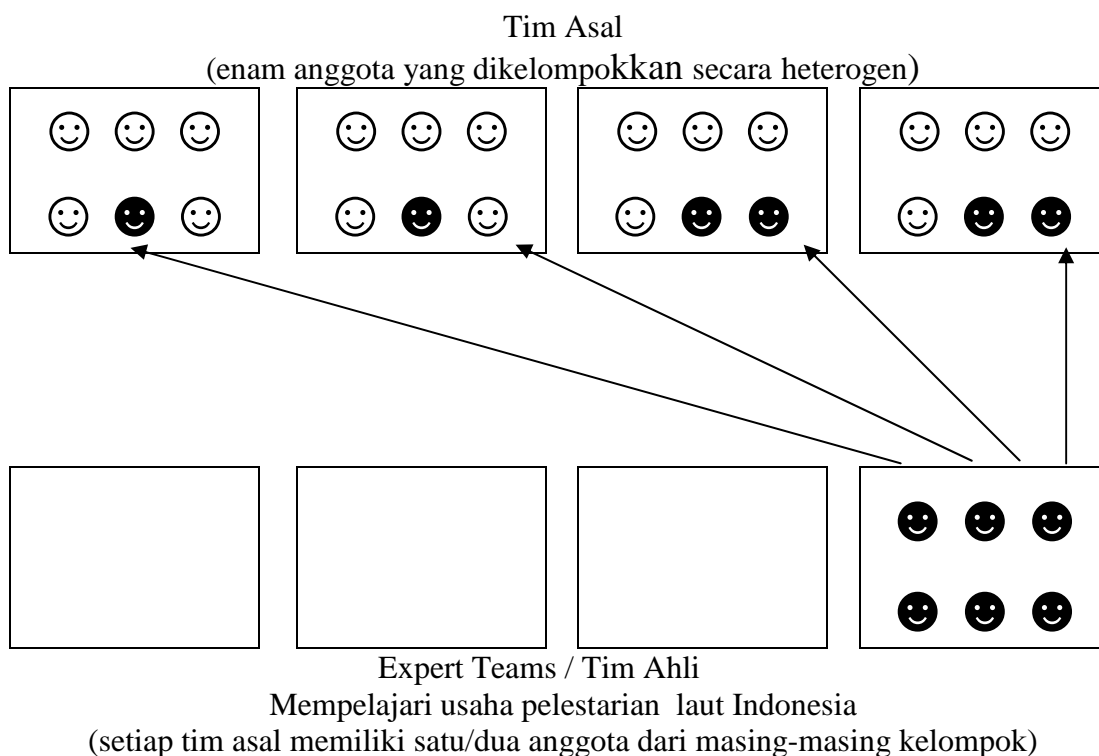 Tim Asal
(enam anggota yang dikelompokkan secara heterogen)
Expert Teams / Tim Ahli
Mempelajari usaha pelestarian laut Indonesia
(setiap tim asal memiliki satu/dua anggota dari masing-masing kelompok)